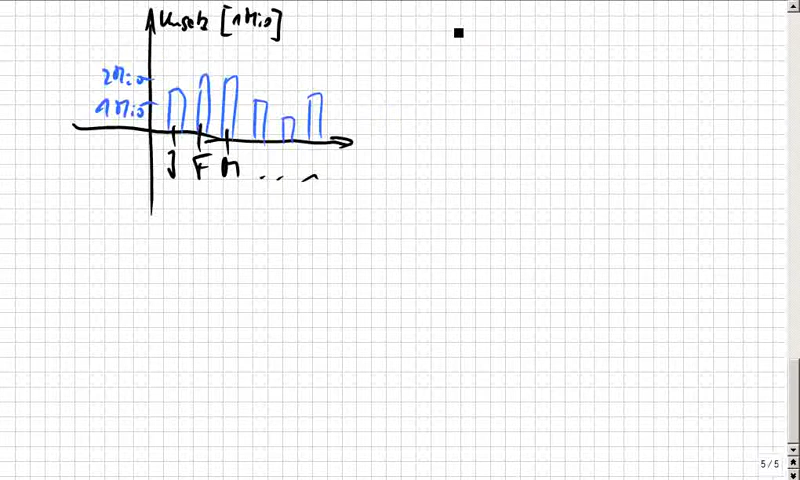 Umsatz [1 Mio]
2 Mio
1 Mio
J F M . . .
5 / 5